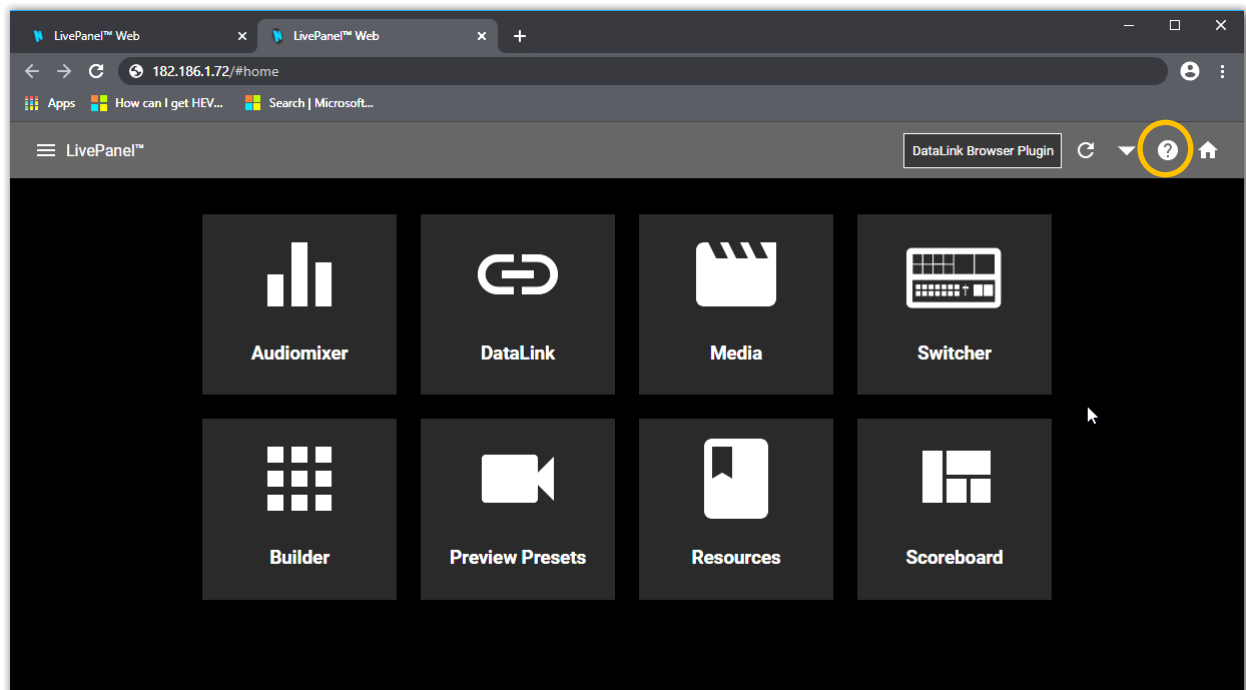 LivePanel™ Web
LivePanel™ Web
182.186.1.72/#home
Apps How can I get HEV... Search | Microsoft...
LivePanel™ DataLink Browser Plugin
Audiomixer DataLink Media Switcher
Builder Preview Presets Resources Scoreboard